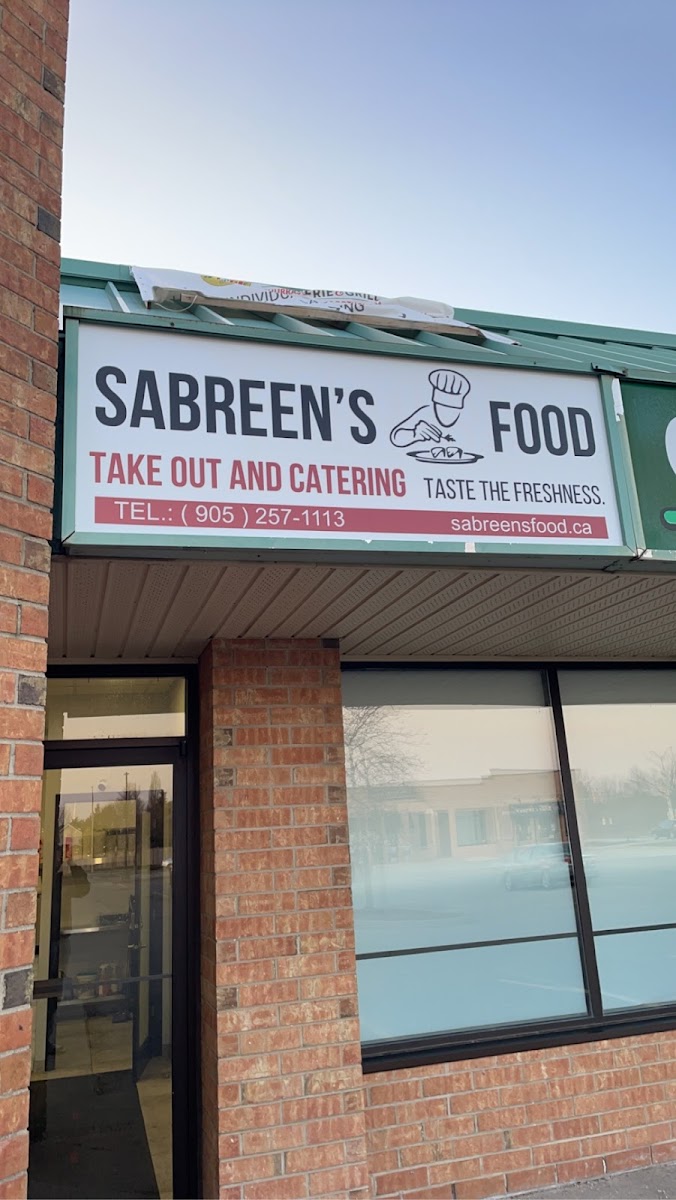 SABREEN'S FOOD
TAKE OUT AND CATERING TASTE THE FRESHNESS.
TEL.: ( 905 ) 257-1113 sabreensfood.ca